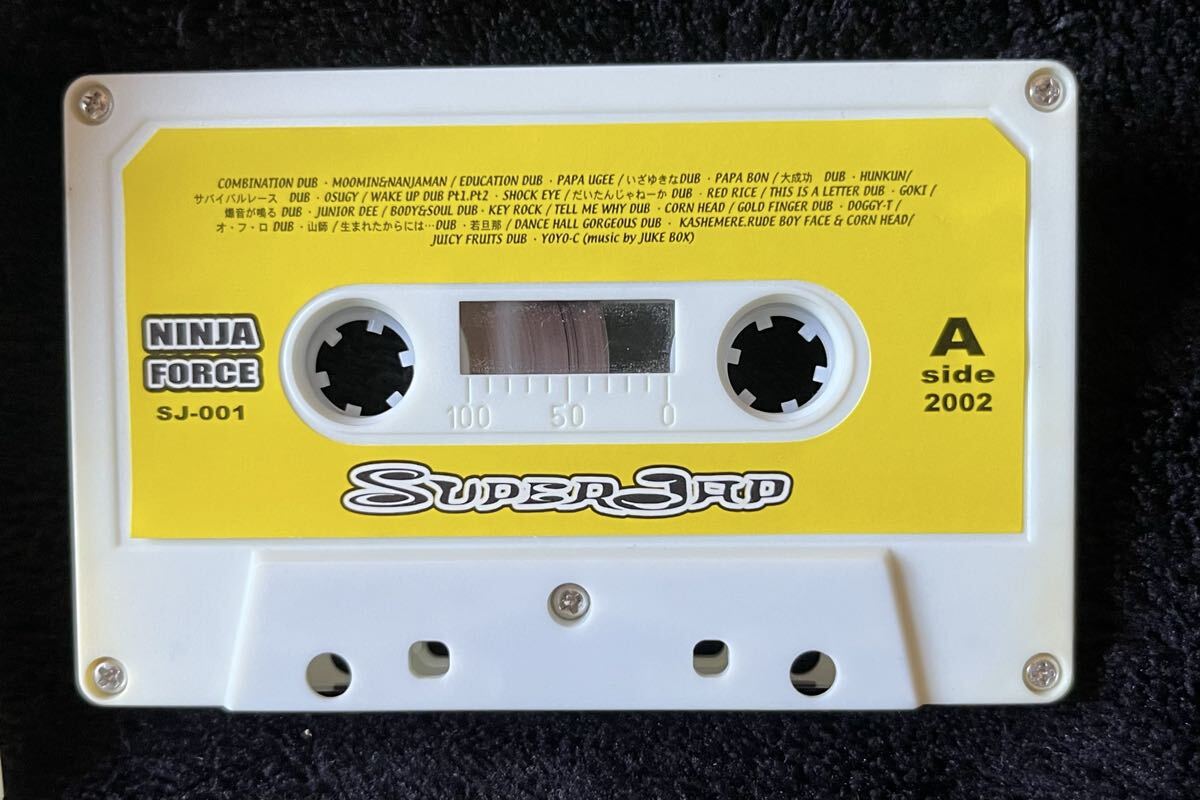 COMBINATION DUB・MOOMIN&NANJAMAN / EDUCATION DUB・PAPA UGEE / いざゆきなDUB・PAPA BON / 大成功 DUB・HUNKUN/
サバイバルレース DUB・OSUGY / WAKE UP DUB Pt1.Pt2・SHOCK EYE / だいたんじゃねーか DUB・RED RICE / THIS IS A LETTER DUB・GOKI /
爆音が鳴る DUB・JUNIOR DEE / BODY&SOUL DUB・KEY ROCK / TELL ME WHY DUB・CORN HEAD / GOLD FINGER DUB・DOGGY-T /
オ・フ・ロ DUB・山師 / 生まれたからには…DUB・若旦那 / DANCE HALL GORGEOUS DUB・KASHEMERE.RUDE BOY FACE & CORN HEAD/
JUICY FRUITS DUB・YOYO-C (music by JUKE BOX)
NINJA
FORCE
SJ-001
100 50 0
A
side
2002
SUPER JAP